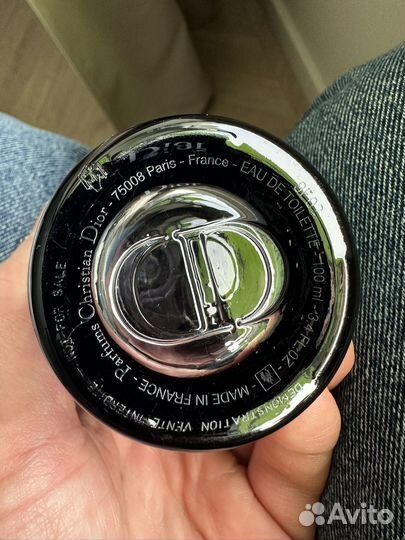 Parfums Christian Dior - 75008 Paris - France - EAU DE TOILETTE - 100 ml - 3.4 Fl. OZ - MADE IN FRANCE -
DEMONSTRATION VENTE INTERDITE NOT FOR SALE
CD
Avito